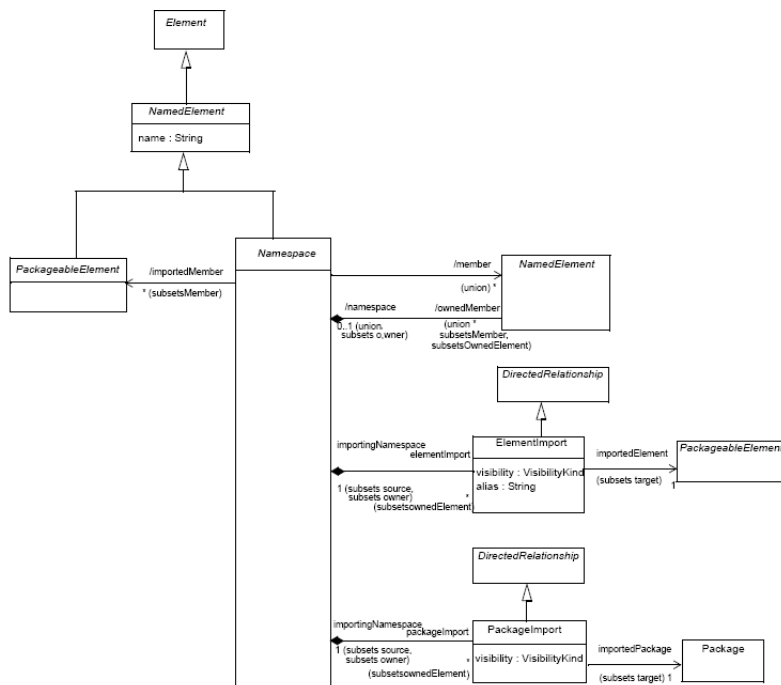 Element
NamedElement
name : String
PackageableElement
/importedMember
* (subsetsMember)
Namespace
/member
(union) *
NamedElement
/namespace
/ownedMember
0..1 (union,
subsets o,wner)
(union *
subsetsMember,
subsetsOwnedElement)
DirectedRelationship
importingNamespace
elementImport
ElementImport
visibility : VisibilityKind
alias : String
1 (subsets source,
subsets owner)
*
(subsetsownedElement)
importedElement
(subsets target)
1
PackageableElement
DirectedRelationship
importingNamespace
packageImport
PackageImport
visibility : VisibilityKind
1 (subsets source,
subsets owner)
*
(subsetsownedElement)
importedPackage
(subsets target) 1
Package